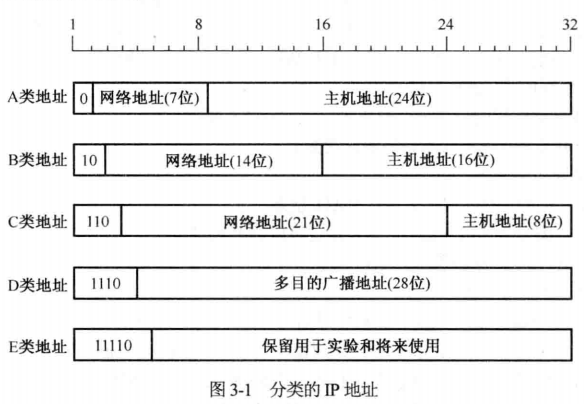 1 8 16 24 32
A类地址 0 网络地址(7位) 主机地址(24位)
B类地址 10 网络地址(14位) 主机地址(16位)
C类地址 110 网络地址(21位) 主机地址(8位)
D类地址 1110 多目的广播地址(28位)
E类地址 11110 保留用于实验和将来使用
图 3-1 分类的 IP 地址